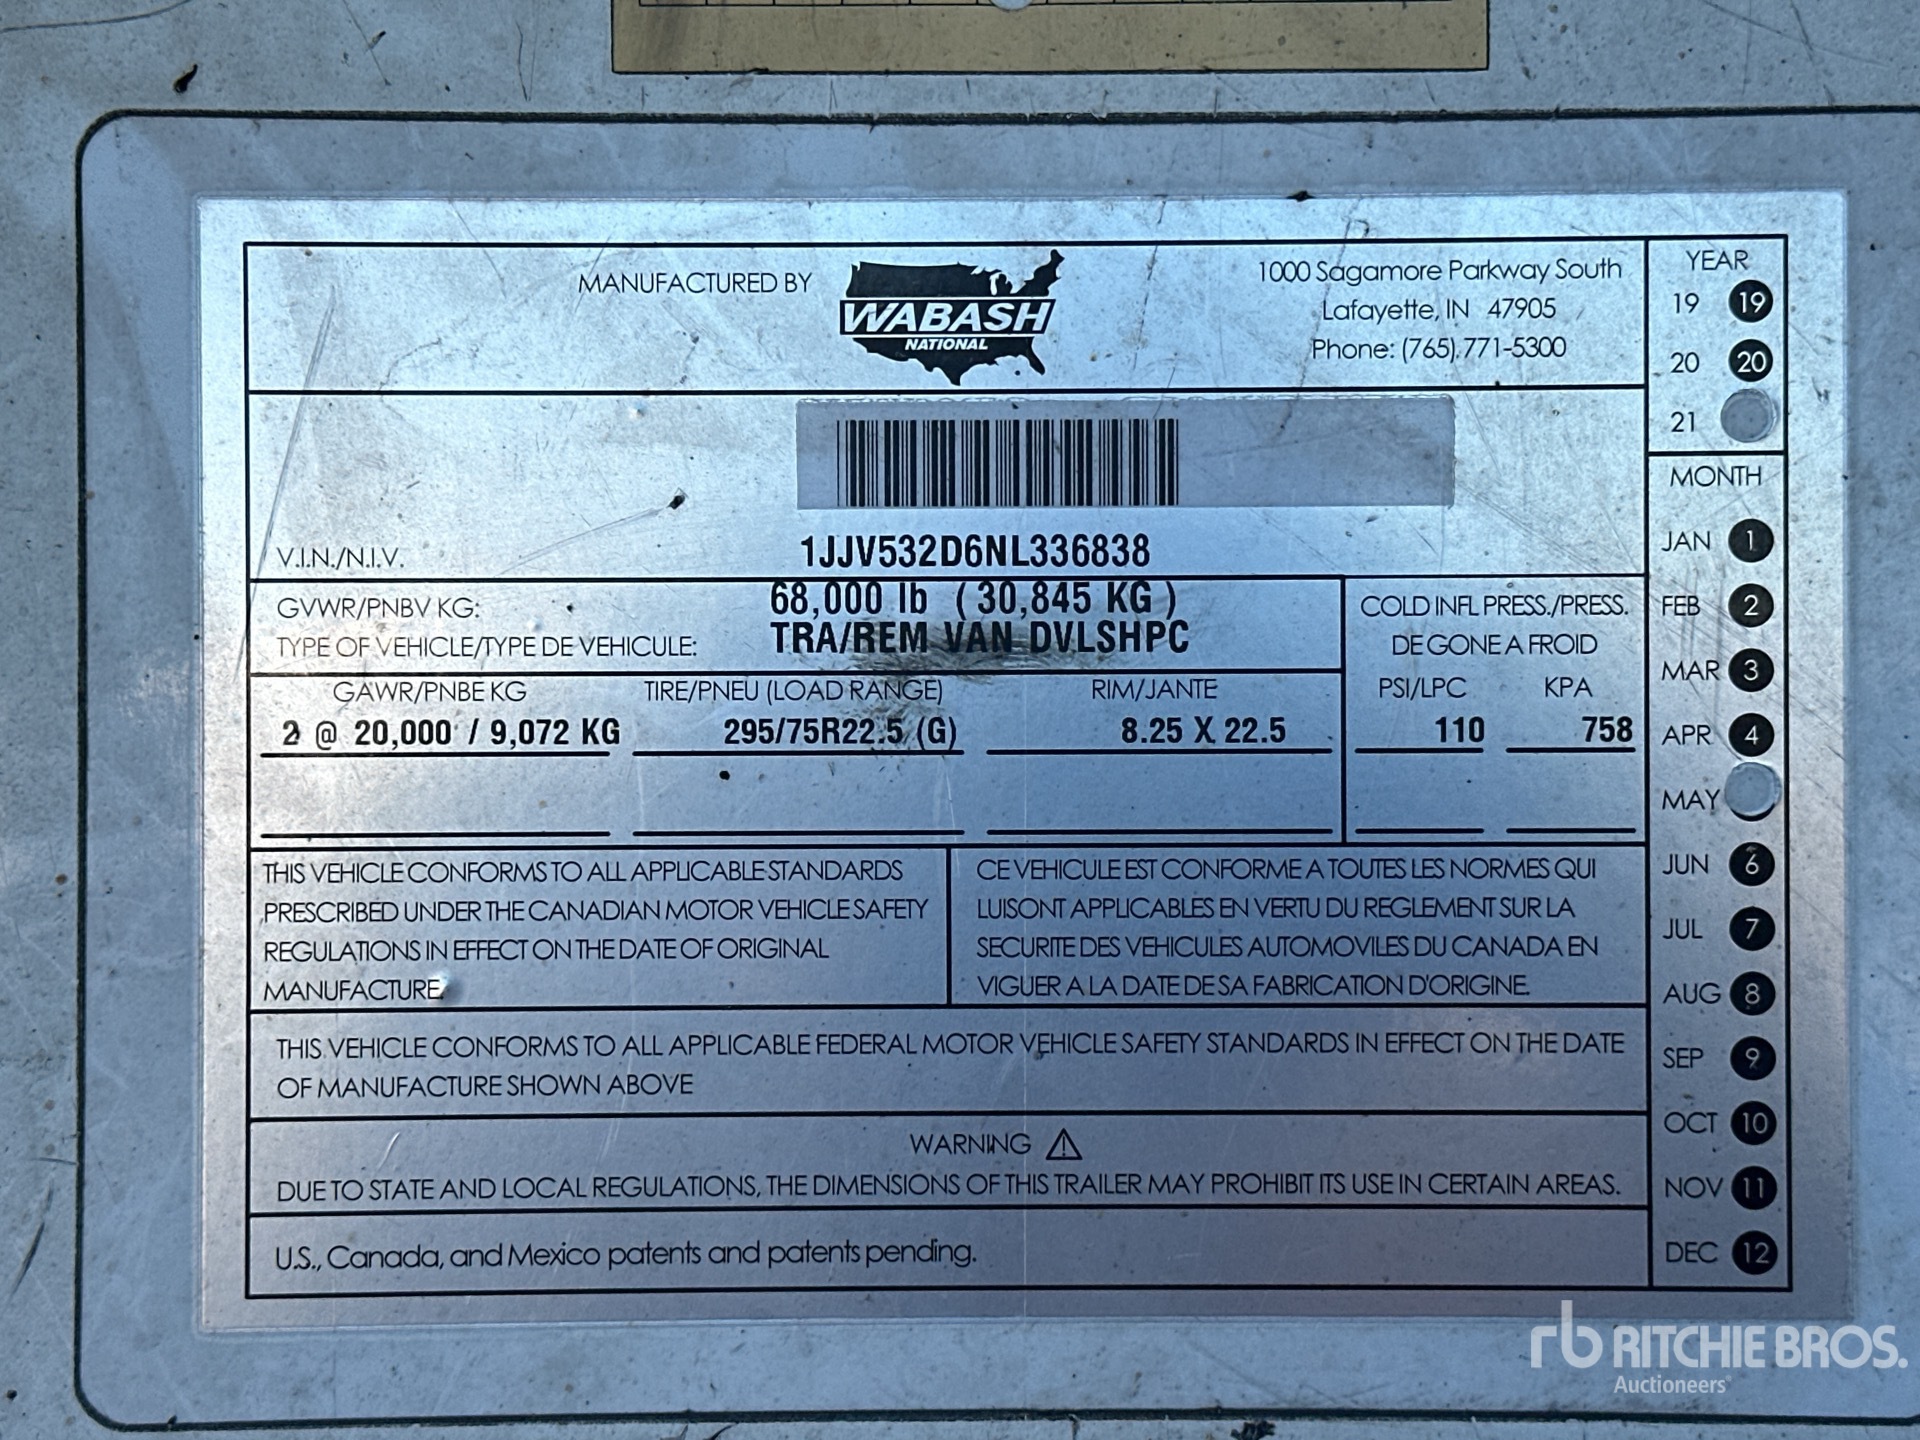 MANUFACTURED BY
WABASH
NATIONAL
1000 Sagamore Parkway South
Lafayette, IN 47905
Phone: (765) 771-5300
V.I.N./N.I.V.
1JJV532D6NL336838
GVWR/PNBV KG:
68,000 lb ( 30,845 KG )
TYPE OF VEHICLE/TYPE DE VEHICULE:
TRA/REM VAN DVLSHPC
COLD INFL PRESS./PRESS.
DE GONE A FROID
GAWR/PNBE KG
TIRE/PNEU (LOAD RANGE)
RIM/JANTE
PSI/LPC
KPA
2 @ 20,000 / 9,072 KG
295/75R22.5 (G)
8.25 X 22.5
110
758
THIS VEHICLE CONFORMS TO ALL APPLICABLE STANDARDS
PRESCRIBED UNDER THE CANADIAN MOTOR VEHICLE SAFETY
REGULATIONS IN EFFECT ON THE DATE OF ORIGINAL
MANUFACTURE.
CE VEHICULE EST CONFORME A TOUTES LES NORMES QUI
LUISONT APPLICABLES EN VERTU DU REGLEMENT SUR LA
SECURITE DES VEHICULES AUTOMOVILES DU CANADA EN
VIGUER A LA DATE DE SA FABRICATION D'ORIGINE.
THIS VEHICLE CONFORMS TO ALL APPLICABLE FEDERAL MOTOR VEHICLE SAFETY STANDARDS IN EFFECT ON THE DATE
OF MANUFACTURE SHOWN ABOVE
WARNING
DUE TO STATE AND LOCAL REGULATIONS, THE DIMENSIONS OF THIS TRAILER MAY PROHIBIT ITS USE IN CERTAIN AREAS.
U.S., Canada, and Mexico patents and patents pending.
YEAR
19 19
20 20
21
MONTH
JAN 1
FEB 2
MAR 3
APR 4
MAY
JUN 6
JUL 7
AUG 8
SEP 9
OCT 10
NOV 11
DEC 12
rb RITCHIE BROS.
Auctioneers